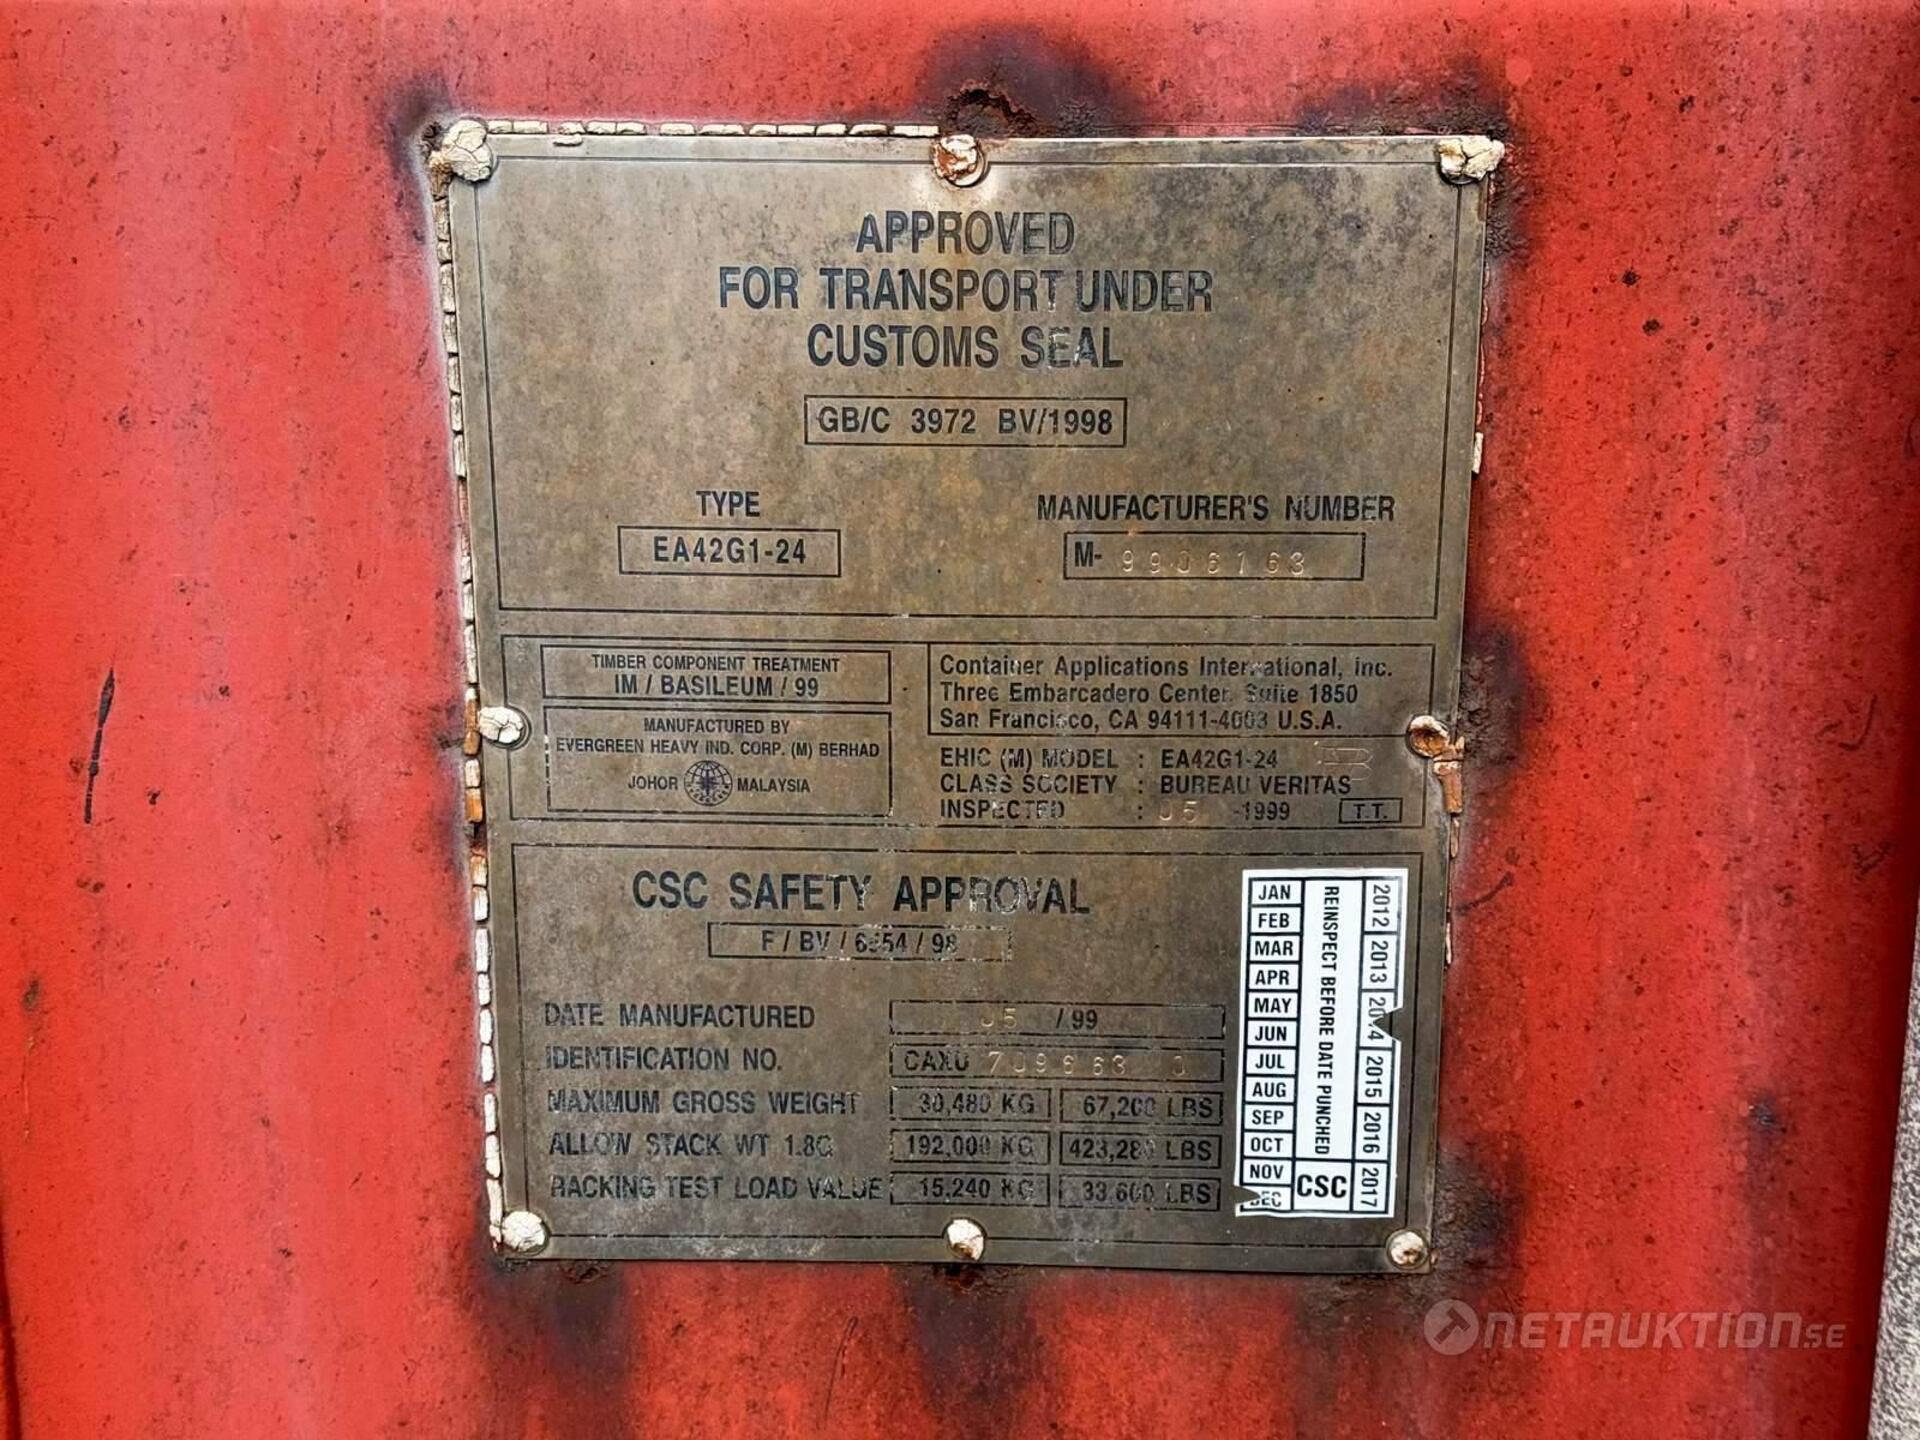 APPROVED
FOR TRANSPORT UNDER
CUSTOMS SEAL
GB/C 3972 BV/1998
TYPE
EA42G1-24
MANUFACTURER'S NUMBER
M- 9906163
TIMBER COMPONENT TREATMENT
IM / BASILEUM / 99
MANUFACTURED BY
EVERGREEN HEAVY IND. CORP. (M) BERHAD
JOHOR MALAYSIA
Container Applications International, Inc.
Three Embarcadero Center, Suite 1850
San Francisco, CA 94111-4003 U.S.A.
EHIC (M) MODEL : EA42G1-24
CLASS SOCIETY : BUREAU VERITAS
INSPECTED : 05 -1999 T.T.
CSC SAFETY APPROVAL
F / BV / / 98
DATE MANUFACTURED 05 / 99
IDENTIFICATION NO. CAXU 709663 0
MAXIMUM GROSS WEIGHT 30,480 KG 67,200 LBS
ALLOW STACK WT 1.8G 192,000 KG 423,280 LBS
RACKING TEST LOAD VALUE 15,240 KG 33,600 LBS
JAN
FEB
MAR
APR
MAY
JUN
JUL
AUG
SEP
OCT
NOV
DEC
REINSPECT BEFORE DATE PUNCHED
CSC
2012 2013 2014 2015 2016 2017
NETAUKTION.SE